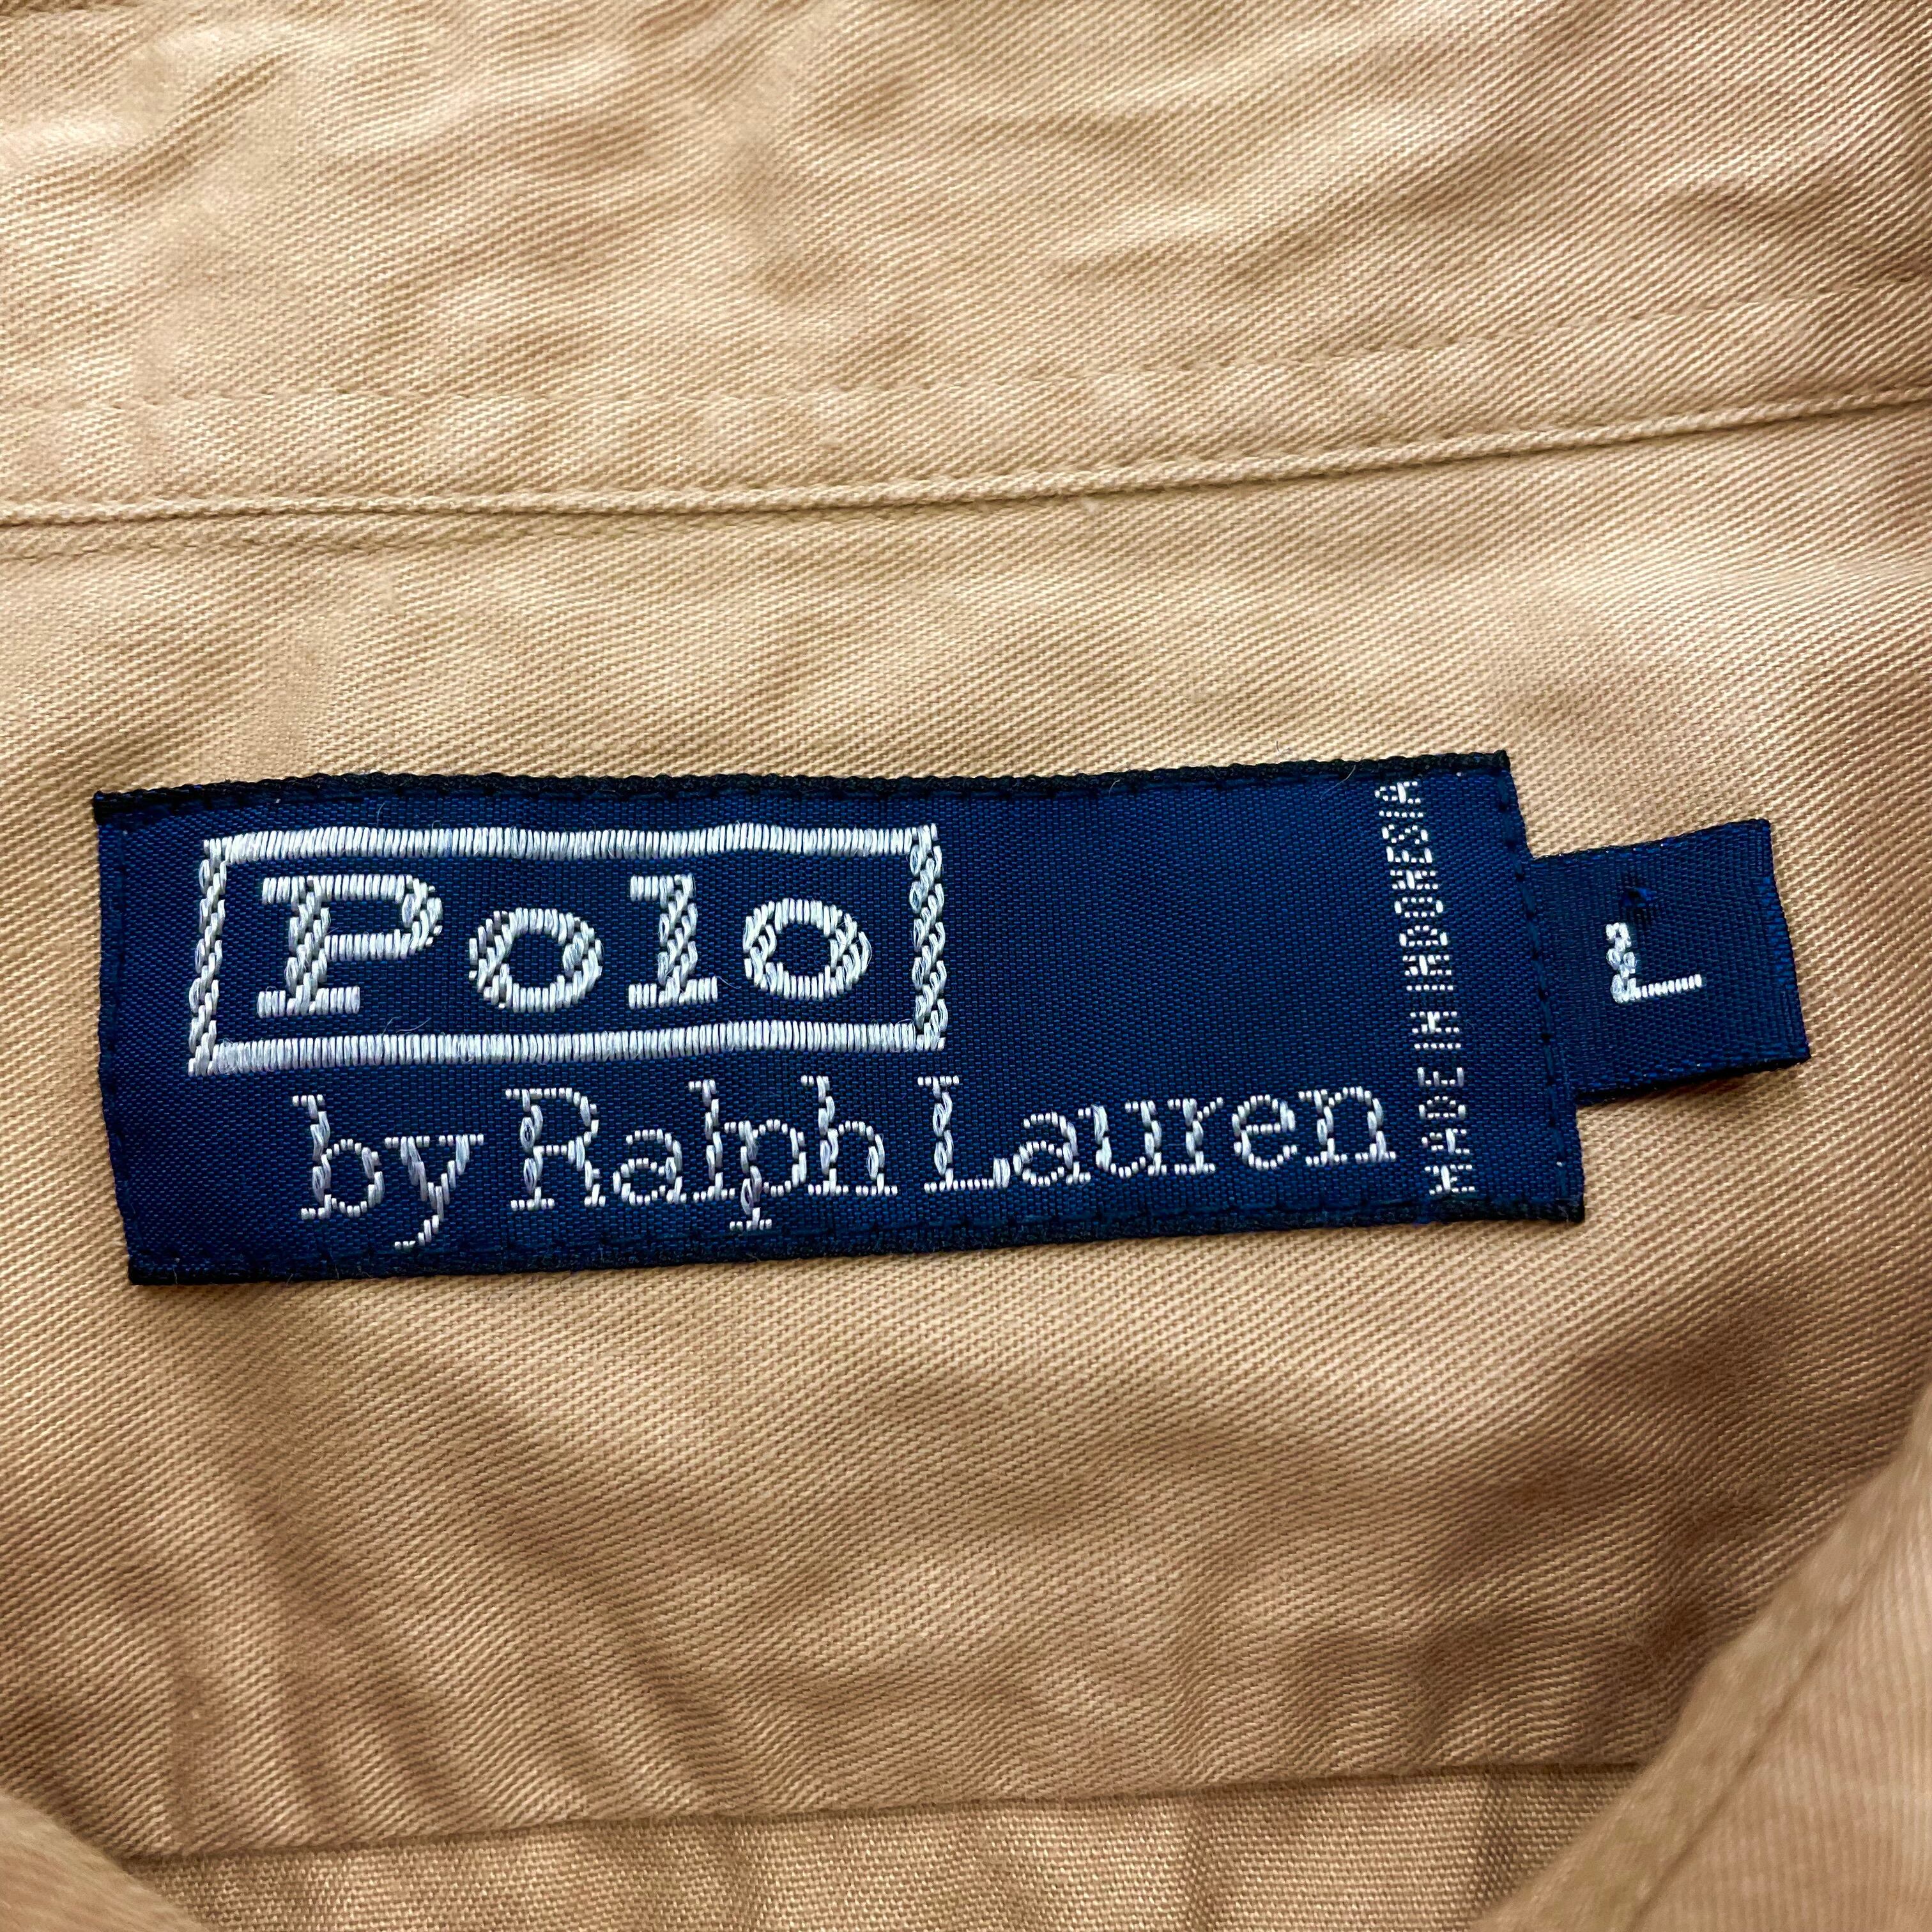 Polo
by Ralph Lauren
MADE IN INDONESIA
L